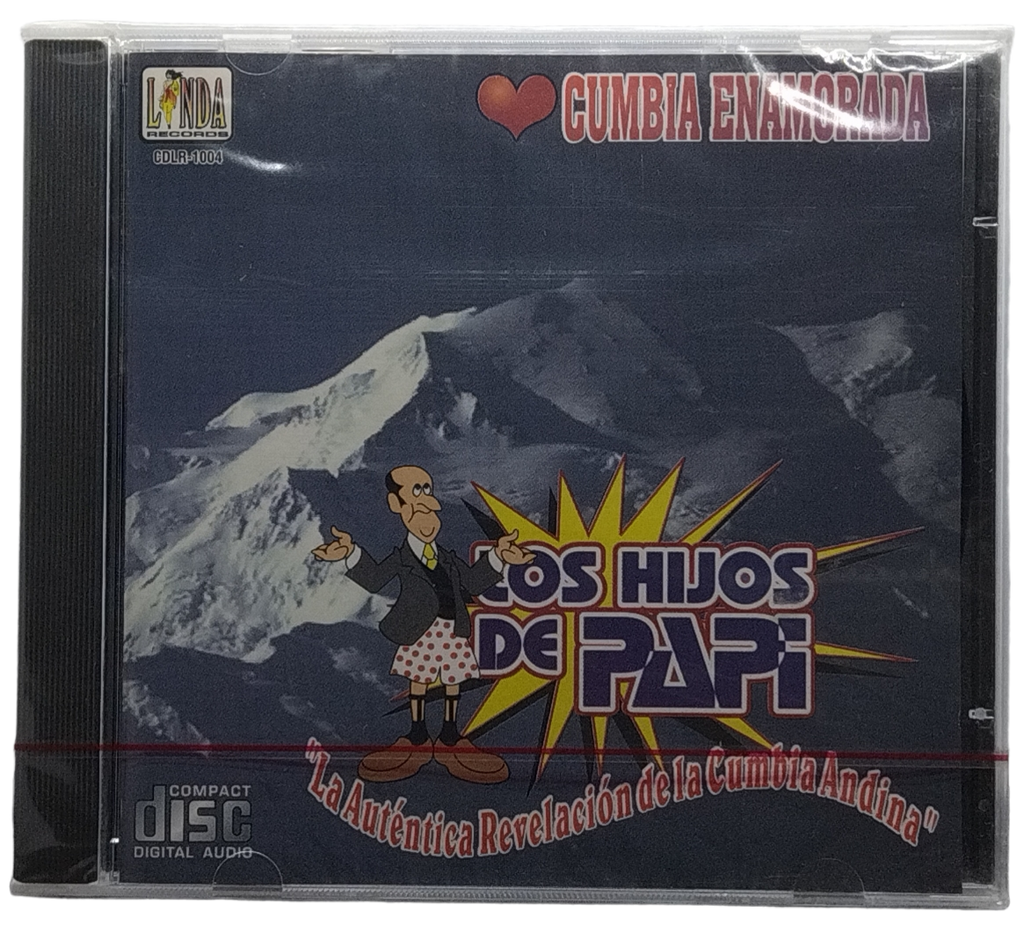 LINDA
RECORDS
CDLR-1004
CUMBIA ENAMORADA
LOS HIJOS
DE PAPi
"La Auténtica Revelación de la Cumbia Andina"
COMPACT
disc
DIGITAL AUDIO